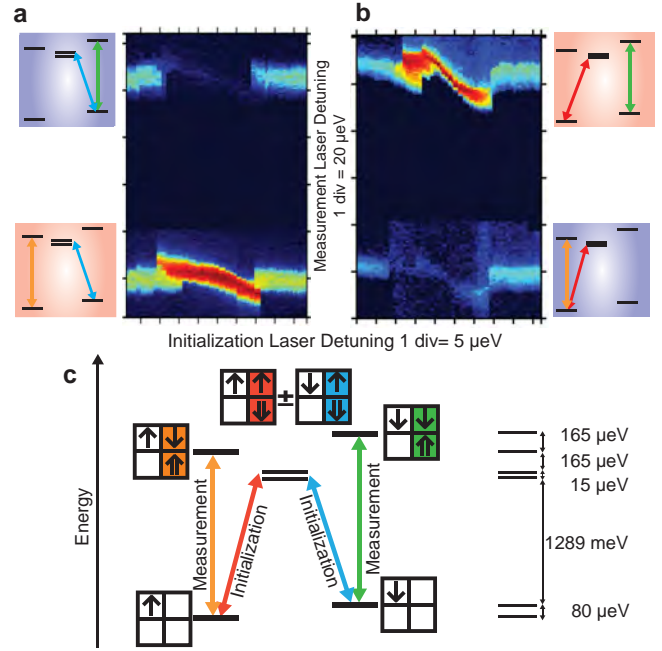 a
b
Measurement Laser Detuning
1 div = 20 µeV
Initialization Laser Detuning 1 div= 5 µeV
c
Energy
±
Measurement
Initialization
Initialization
Measurement
165 µeV
165 µeV
15 µeV
1289 meV
80 µeV